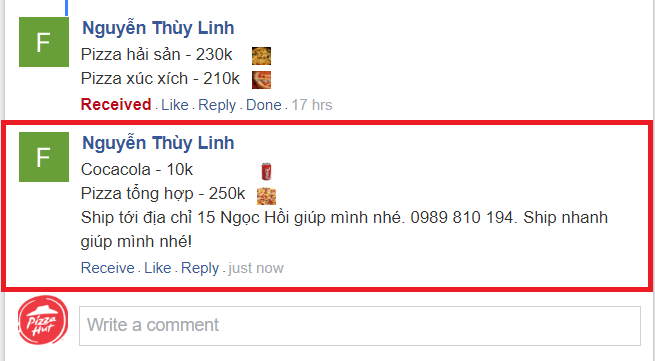 F
Nguyễn Thùy Linh
Pizza hải sản - 230k
Pizza xúc xích - 210k
Received . Like . Reply . Done . 17 hrs
F
Nguyễn Thùy Linh
Cocacola - 10k
Pizza tổng hợp - 250k
Ship tới địa chỉ 15 Ngọc Hồi giúp mình nhé. 0989 810 194. Ship nhanh
giúp mình nhé!
Receive . Like . Reply . just now
Pizza
Hut
Write a comment